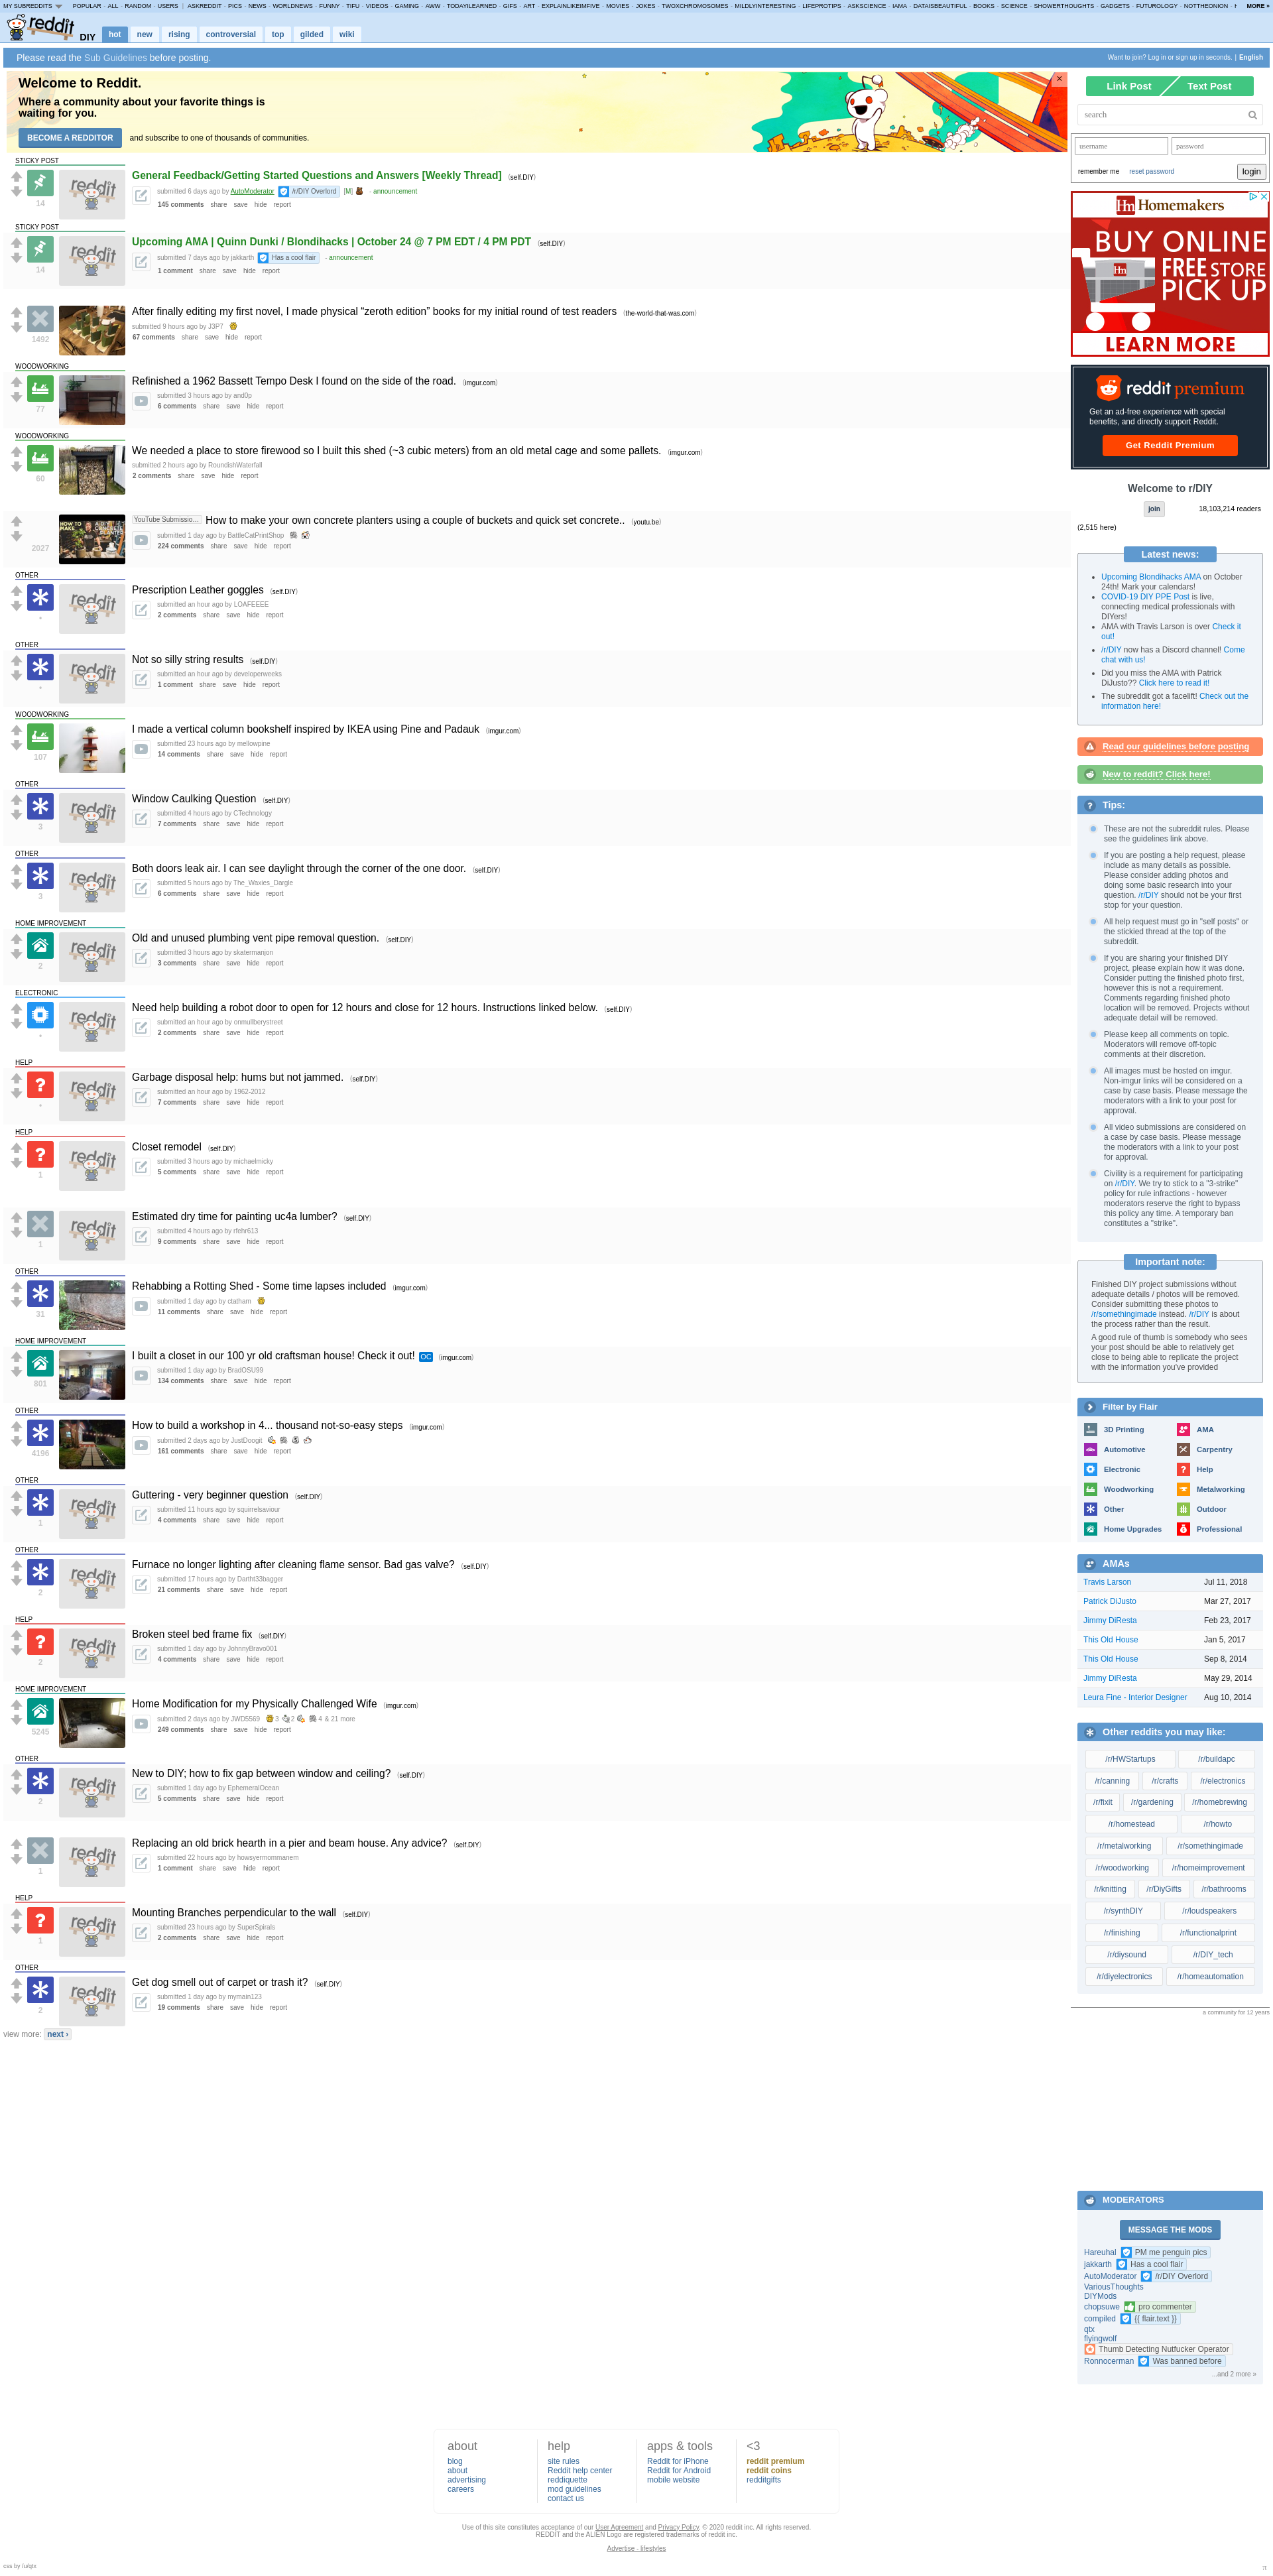 MY SUBREDDITS POPULAR - ALL - RANDOM - USERS | ASKREDDIT - PICS - NEWS - WORLDNEWS - FUNNY - TIFU - VIDEOS - GAMING - AWW - TODAYILEARNED - GIFS - ART - EXPLAINLIKEIMFIVE - MOVIES - JOKES - TWOXCHROMOSOMES - MILDLYINTERESTING - LIFEPROTIPS - ASKSCIENCE - IAMA - DATAISBEAUTIFUL - BOOKS - SCIENCE - SHOWERTHOUGHTS - GADGETS - FUTUROLOGY - NOTTHEONION MORE »
reddit DIY hot new rising controversial top gilded wiki
Please read the Sub Guidelines before posting.
Want to join? Log in or sign up in seconds. | English
Welcome to Reddit.
Where a community about your favorite things is
waiting for you.
BECOME A REDDITOR and subscribe to one of thousands of communities.
STICKY POST
14
General Feedback/Getting Started Questions and Answers [Weekly Thread] (self.DIY)
submitted 6 days ago by AutoModerator /r/DIY Overlord [M] - announcement
145 comments share save hide report
STICKY POST
14
Upcoming AMA | Quinn Dunki / Blondihacks | October 24 @ 7 PM EDT / 4 PM PDT (self.DIY)
submitted 7 days ago by jakkarth Has a cool flair - announcement
1 comment share save hide report
1492
After finally editing my first novel, I made physical “zeroth edition” books for my initial round of test readers (the-world-that-was.com)
submitted 9 hours ago by J3P7
67 comments share save hide report
WOODWORKING
77
Refinished a 1962 Bassett Tempo Desk I found on the side of the road. (imgur.com)
submitted 3 hours ago by and0p
6 comments share save hide report
WOODWORKING
60
We needed a place to store firewood so I built this shed (~3 cubic meters) from an old metal cage and some pallets. (imgur.com)
submitted 2 hours ago by RoundishWaterfall
2 comments share save hide report
2027
HOW TO MAKE
YouTube Submissio... How to make your own concrete planters using a couple of buckets and quick set concrete.. (youtu.be)
submitted 1 day ago by BattleCatPrintShop
224 comments share save hide report
OTHER
•
Prescription Leather goggles (self.DIY)
submitted an hour ago by LOAFEEEE
2 comments share save hide report
OTHER
•
Not so silly string results (self.DIY)
submitted an hour ago by developerweeks
1 comment share save hide report
WOODWORKING
107
I made a vertical column bookshelf inspired by IKEA using Pine and Padauk (imgur.com)
submitted 23 hours ago by mellowpine
14 comments share save hide report
OTHER
3
Window Caulking Question (self.DIY)
submitted 4 hours ago by CTechnology
7 comments share save hide report
OTHER
3
Both doors leak air. I can see daylight through the corner of the one door. (self.DIY)
submitted 5 hours ago by The_Waxies_Dargle
6 comments share save hide report
HOME IMPROVEMENT
2
Old and unused plumbing vent pipe removal question. (self.DIY)
submitted 3 hours ago by skatermanjon
3 comments share save hide report
ELECTRONIC
•
Need help building a robot door to open for 12 hours and close for 12 hours. Instructions linked below. (self.DIY)
submitted an hour ago by onmullberystreet
2 comments share save hide report
HELP
•
Garbage disposal help: hums but not jammed. (self.DIY)
submitted an hour ago by 1962-2012
7 comments share save hide report
HELP
1
Closet remodel (self.DIY)
submitted 3 hours ago by michaelmicky
5 comments share save hide report
1
Estimated dry time for painting uc4a lumber? (self.DIY)
submitted 4 hours ago by rfehr613
9 comments share save hide report
OTHER
31
Rehabbing a Rotting Shed - Some time lapses included (imgur.com)
submitted 1 day ago by ctatham
11 comments share save hide report
HOME IMPROVEMENT
801
I built a closet in our 100 yr old craftsman house! Check it out! OC (imgur.com)
submitted 1 day ago by BradOSU99
134 comments share save hide report
OTHER
4196
How to build a workshop in 4... thousand not-so-easy steps (imgur.com)
submitted 2 days ago by JustDoogit
161 comments share save hide report
OTHER
1
Guttering - very beginner question (self.DIY)
submitted 11 hours ago by squirrelsaviour
4 comments share save hide report
OTHER
2
Furnace no longer lighting after cleaning flame sensor. Bad gas valve? (self.DIY)
submitted 17 hours ago by Dartht33bagger
21 comments share save hide report
HELP
2
Broken steel bed frame fix (self.DIY)
submitted 1 day ago by JohnnyBravo001
4 comments share save hide report
HOME IMPROVEMENT
5245
Home Modification for my Physically Challenged Wife (imgur.com)
submitted 2 days ago by JWD5569 3 2 4 & 21 more
249 comments share save hide report
OTHER
2
New to DIY; how to fix gap between window and ceiling? (self.DIY)
submitted 1 day ago by EphemeralOcean
5 comments share save hide report
1
Replacing an old brick hearth in a pier and beam house. Any advice? (self.DIY)
submitted 22 hours ago by howsyermommanem
1 comment share save hide report
HELP
1
Mounting Branches perpendicular to the wall (self.DIY)
submitted 23 hours ago by SuperSpirals
2 comments share save hide report
OTHER
2
Get dog smell out of carpet or trash it? (self.DIY)
submitted 1 day ago by mymain123
19 comments share save hide report
view more: next ›
Link Post Text Post
search
username password
remember me reset password login
Homemakers
BUY ONLINE
FREE STORE
PICK UP
LEARN MORE
reddit premium
Get an ad-free experience with special
benefits, and directly support Reddit.
Get Reddit Premium
Welcome to r/DIY
join 18,103,214 readers
(2,515 here)
Latest news:
Upcoming Blondihacks AMA on October
24th! Mark your calendars!
COVID-19 DIY PPE Post is live,
connecting medical professionals with
DIYers!
AMA with Travis Larson is over Check it
out!
/r/DIY now has a Discord channel! Come
chat with us!
Did you miss the AMA with Patrick
DiJusto?? Click here to read it!
The subreddit got a facelift! Check out the
information here!
Read our guidelines before posting
New to reddit? Click here!
Tips:
These are not the subreddit rules. Please
see the guidelines link above.
If you are posting a help request, please
include as many details as possible.
Please consider adding photos and
doing some basic research into your
question. /r/DIY should not be your first
stop for your question.
All help request must go in "self posts" or
the stickied thread at the top of the
subreddit.
If you are sharing your finished DIY
project, please explain how it was done.
Consider putting the finished photo first,
however this is not a requirement.
Comments regarding finished photo
location will be removed. Projects without
adequate detail will be removed.
Please keep all comments on topic.
Moderators will remove off-topic
comments at their discretion.
All images must be hosted on imgur.
Non-imgur links will be considered on a
case by case basis. Please message the
moderators with a link to your post for
approval.
All video submissions are considered on
a case by case basis. Please message
the moderators with a link to your post
for approval.
Civility is a requirement for participating
on /r/DIY. We try to stick to a "3-strike"
policy for rule infractions - however
moderators reserve the right to bypass
this policy any time. A temporary ban
constitutes a "strike".
Important note:
Finished DIY project submissions without
adequate details / photos will be removed.
Consider submitting these photos to
/r/somethingimade instead. /r/DIY is about
the process rather than the result.
A good rule of thumb is somebody who sees
your post should be able to relatively get
close to being able to replicate the project
with the information you've provided
Filter by Flair
3D Printing AMA
Automotive Carpentry
Electronic Help
Woodworking Metalworking
Other Outdoor
Home Upgrades Professional
AMAs
Travis Larson Jul 11, 2018
Patrick DiJusto Mar 27, 2017
Jimmy DiResta Feb 23, 2017
This Old House Jan 5, 2017
This Old House Sep 8, 2014
Jimmy DiResta May 29, 2014
Leura Fine - Interior Designer Aug 10, 2014
Other reddits you may like:
/r/HWStartups /r/buildapc
/r/canning /r/crafts /r/electronics
/r/fixit /r/gardening /r/homebrewing
/r/homestead /r/howto
/r/metalworking /r/somethingimade
/r/woodworking /r/homeimprovement
/r/knitting /r/DiyGifts /r/bathrooms
/r/synthDIY /r/loudspeakers
/r/finishing /r/functionalprint
/r/diysound /r/DIY_tech
/r/diyelectronics /r/homeautomation
a community for 12 years
MODERATORS
MESSAGE THE MODS
Hareuhal PM me penguin pics
jakkarth Has a cool flair
AutoModerator /r/DIY Overlord
VariousThoughts
DIYMods
chopsuwe pro commenter
compiled {{ flair.text }}
qtx
flyingwolf
Thumb Detecting Nutfucker Operator
Ronnocerman Was banned before
...and 2 more »
about help apps & tools <3
blog site rules Reddit for iPhone reddit premium
about Reddit help center Reddit for Android reddit coins
advertising reddiquette mobile website redditgifts
careers mod guidelines
contact us
Use of this site constitutes acceptance of our User Agreement and Privacy Policy. © 2020 reddit inc. All rights reserved.
REDDIT and the ALIEN Logo are registered trademarks of reddit inc.
Advertise - lifestyles
css by /u/qtx
π